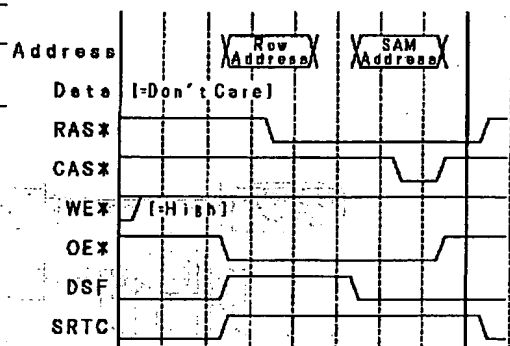 Address Row Address SAM Address
Data [=Don't Care]
RAS*
CAS*
WE* [=High]
OE*
DSF
SRTC